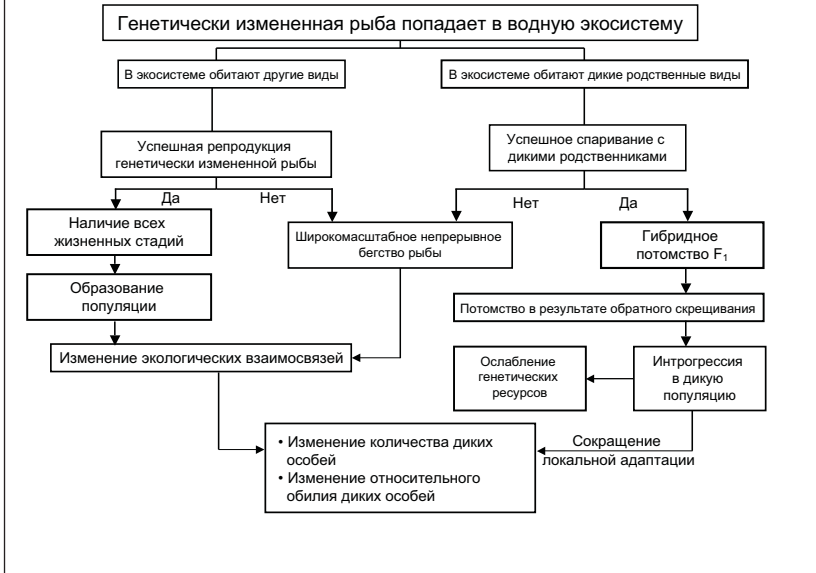 Генетически измененная рыба попадает в водную экосистему
В экосистеме обитают другие виды
В экосистеме обитают дикие родственные виды
Успешная репродукция
генетически измененной рыбы
Успешное спаривание с
дикими родственниками
Да
Нет
Нет
Да
Наличие всех
жизненных стадий
Широкомасштабное непрерывное
бегство рыбы
Гибридное
потомство F₁
Образование
популяции
Потомство в результате обратного скрещивания
Изменение экологических взаимосвязей
Ослабление
генетических
ресурсов
Интрогрессия
в дикую
популяцию
• Изменение количества диких
особей
• Изменение относительного
обилия диких особей
Сокращение
локальной адаптации